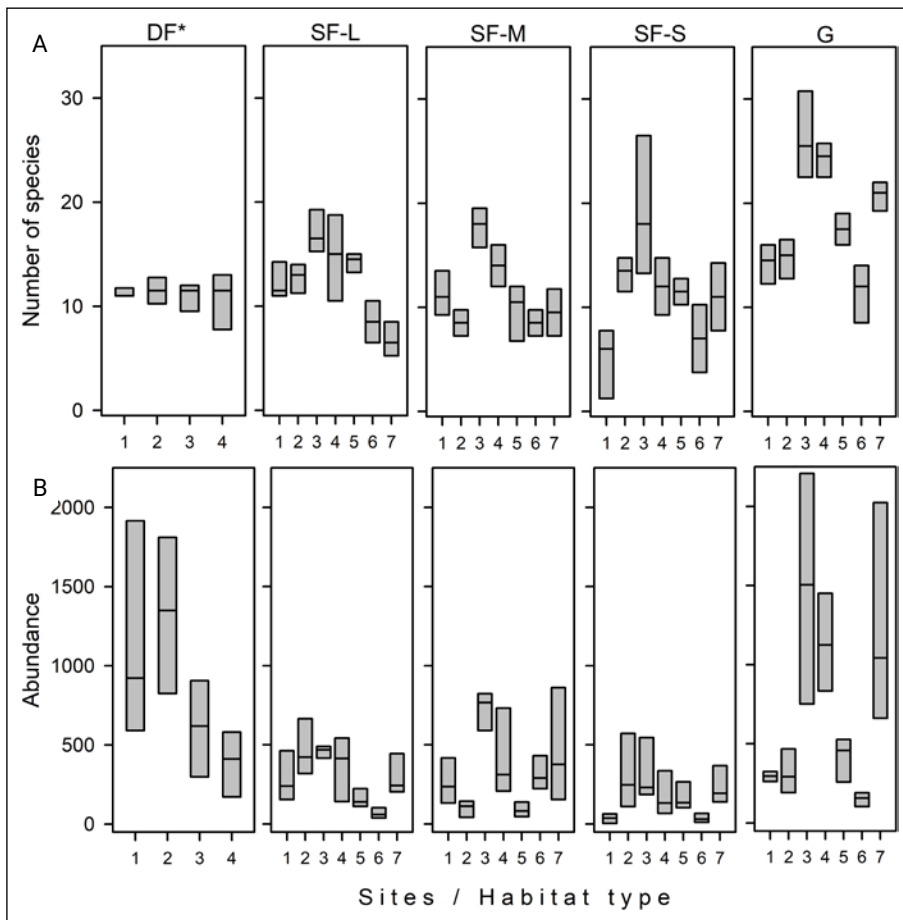 A
DF* SF-L SF-M SF-S G
Number of species
30
20
10
0
1 2 3 4 1 2 3 4 5 6 7 1 2 3 4 5 6 7 1 2 3 4 5 6 7 1 2 3 4 5 6 7
B
Abundance
2000
1500
1000
500
0
1 2 3 4 1 2 3 4 5 6 7 1 2 3 4 5 6 7 1 2 3 4 5 6 7 1 2 3 4 5 6 7
Sites / Habitat type